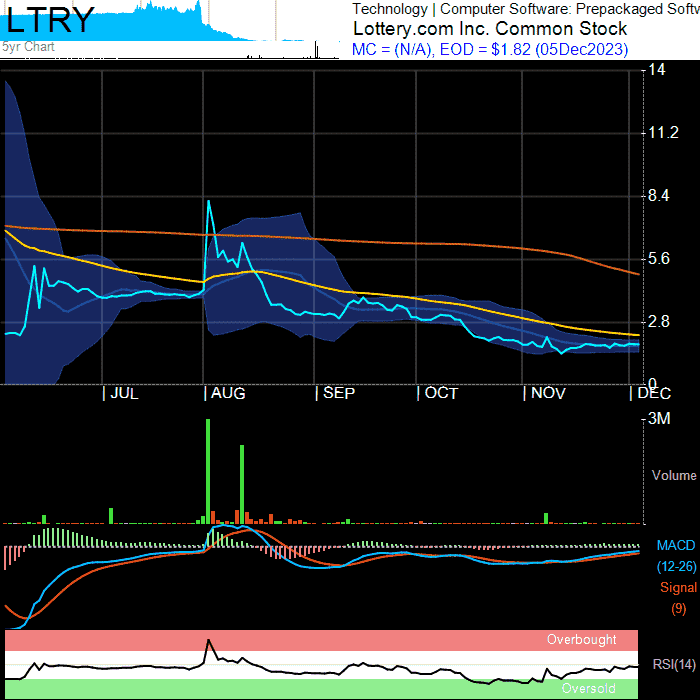 LTRY
5yr Chart
Technology | Computer Software: Prepackaged Softw
Lottery.com Inc. Common Stock
MC = (N/A), EOD = $1.82 (05Dec2023)
14
11.2
8.4
5.6
2.8
0
| JUL | AUG | SEP | OCT | NOV | DEC
3M
Volume
MACD
(12-26)
Signal
(9)
Overbought
RSI(14)
Oversold